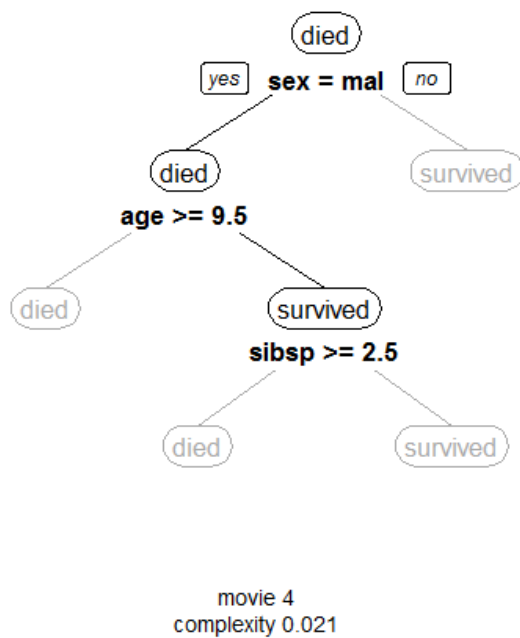 died
yes sex = mal no
died survived
age >= 9.5
died survived
sibsp >= 2.5
died survived
movie 4
complexity 0.021